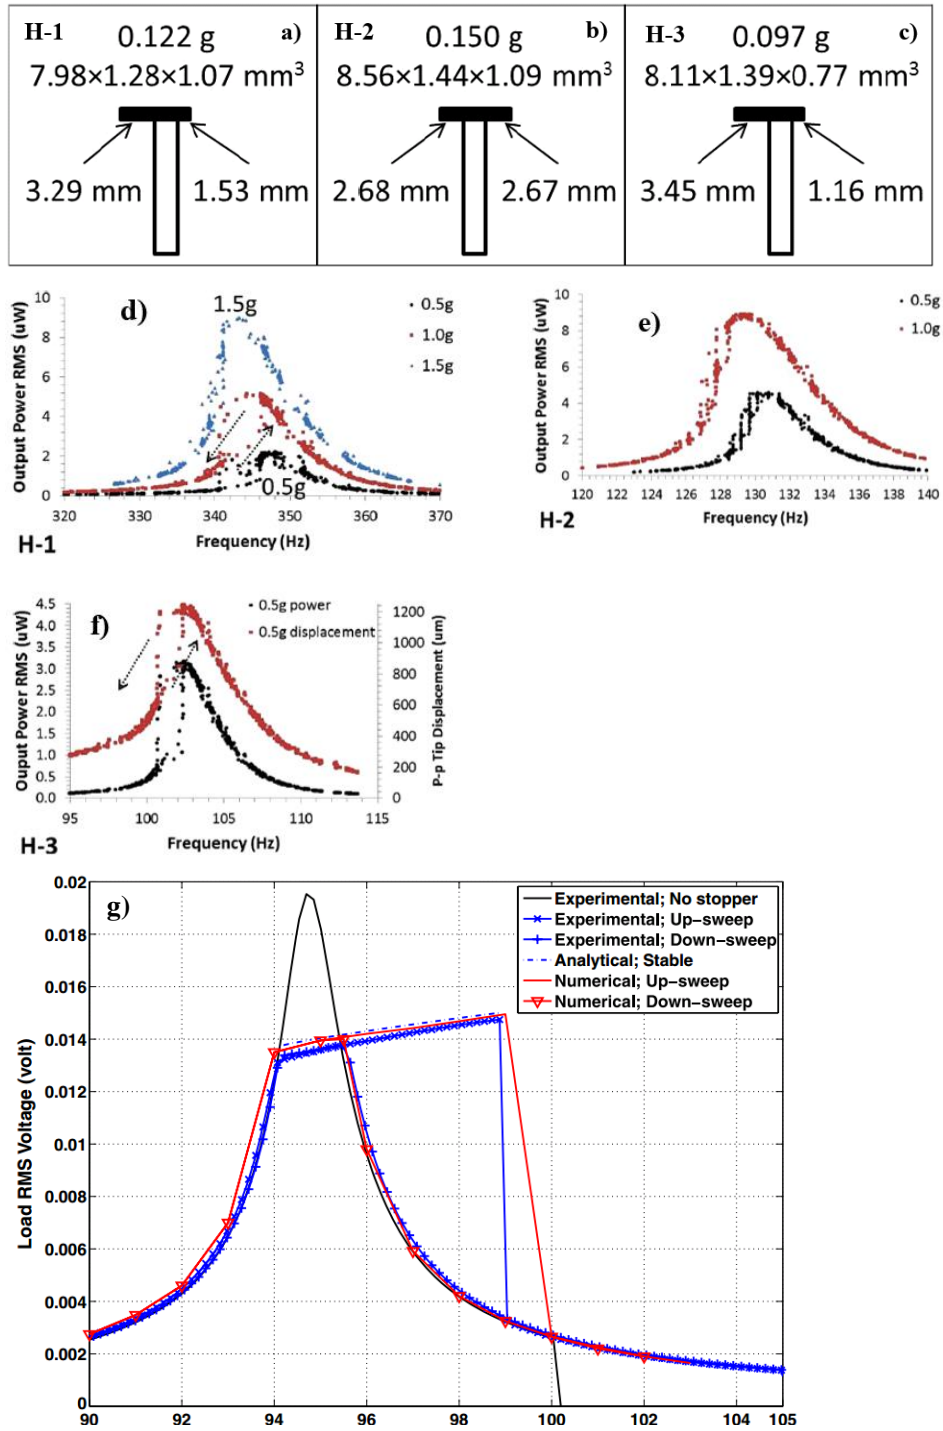 H-1 0.122 g a)
7.98×1.28×1.07 mm³
3.29 mm 1.53 mm
H-2 0.150 g b)
8.56×1.44×1.09 mm³
2.68 mm 2.67 mm
H-3 0.097 g c)
8.11×1.39×0.77 mm³
3.45 mm 1.16 mm
d)
Output Power RMS (uW)
10
8
6
4
2
0
1.5g
0.5g
0.5g
1.0g
1.5g
320 330 340 350 360 370
Frequency (Hz)
H-1
e)
Output Power RMS (uW)
10
8
6
4
2
0
0.5g
1.0g
120 122 124 126 128 130 132 134 136 138 140
Frequency (Hz)
H-2
f)
Ouput Power RMS (uW)
4.5
4.0
3.5
3.0
2.5
2.0
1.5
1.0
0.5
0.0
0.5g power
0.5g displacement
1200
1000
800
600
400
200
0
P-p Tip Displacement (um)
95 100 105 110 115
Frequency (Hz)
H-3
g)
Load RMS Voltage (volt)
0.02
0.018
0.016
0.014
0.012
0.01
0.008
0.006
0.004
0.002
0
Experimental; No stopper
Experimental; Up-sweep
Experimental; Down-sweep
Analytical; Stable
Numerical; Up-sweep
Numerical; Down-sweep
90 92 94 96 98 100 102 104 105